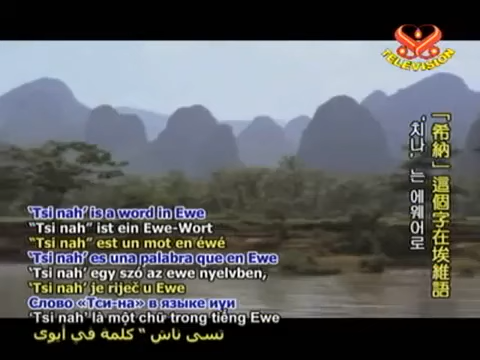 TELEVISION
「希納」這個字在埃維語
'치나' 는 에웨어로
'Tsi nah' is a word in Ewe
"Tsi nah" ist ein Ewe-Wort
"Tsi nah" est un mot en éwé
'Tsi nah' es una palabra que en Ewe
'Tsi nah' egy szó az ewe nyelvben,
'Tsi nah' je riječ u Ewe
Слово «Тси-на» в языке иүи
'Tsi nah' là một chữ trong tiếng Ewe
تسى ناش " كلمة في أيوى